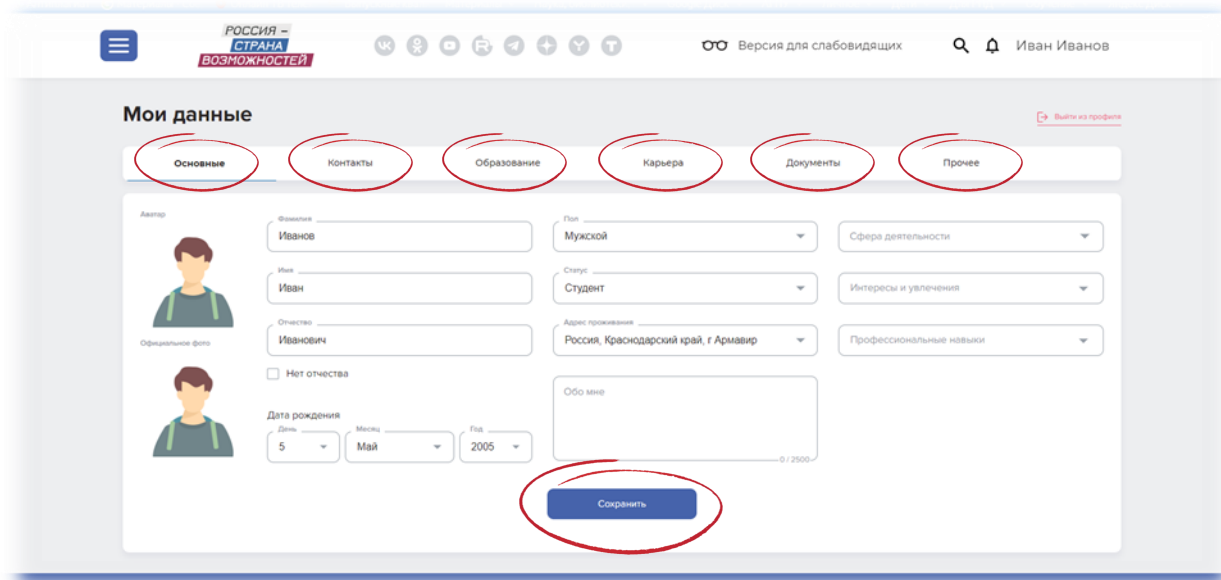 РОССИЯ –
СТРАНА
ВОЗМОЖНОСТЕЙ
Версия для слабовидящих
Иван Иванов
Мои данные
Выйти из профиля
Основные
Контакты
Образование
Карьера
Документы
Прочее
Аватар
Официальное фото
Фамилия
Иванов
Имя
Иван
Отчество
Иванович
Нет отчества
Дата рождения
День
5
Месяц
Май
Год
2005
Пол
Мужской
Статус
Студент
Адрес проживания
Россия, Краснодарский край, г Армавир
Обо мне
0 / 2500
Сфера деятельности
Интересы и увлечения
Профессиональные навыки
Сохранить